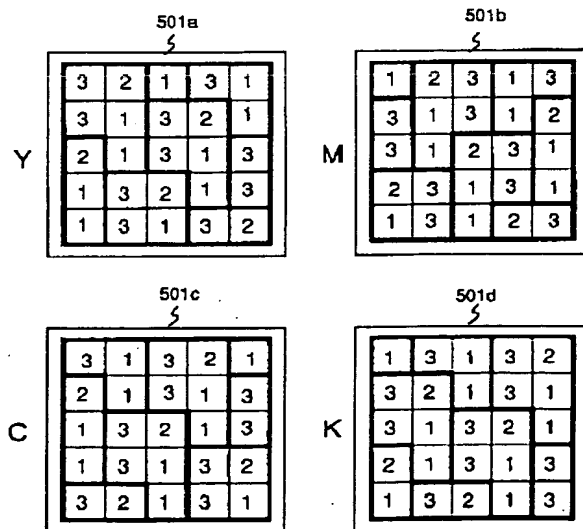 501a
501b
3 2 1 3 1
1 2 3 1 3
3 1 3 2 1
3 1 3 1 2
Y
2 1 3 1 3
M
3 1 2 3 1
1 3 2 1 3
2 3 1 3 1
1 3 1 3 2
1 3 1 2 3
501c
501d
3 1 3 2 1
1 3 1 3 2
2 1 3 1 3
3 2 1 3 1
C
1 3 2 1 3
K
3 1 3 2 1
1 3 1 3 2
2 1 3 1 3
3 2 1 3 1
1 3 2 1 3